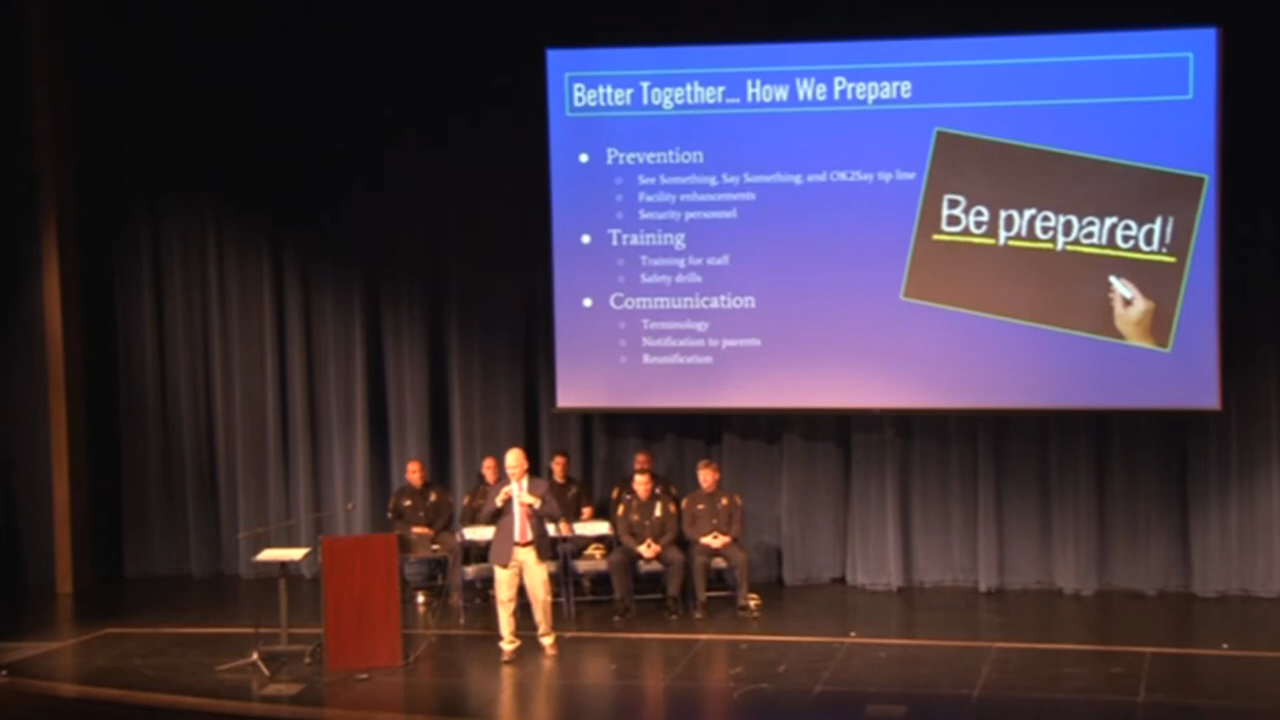 Better Together... How We Prepare
Prevention
See Something, Say Something, and OK2Say tip line
Facility enhancements
Security personnel
Training
Training for staff
Safety drills
Communication
Terminology
Notification to parents
Reunification
Be prepared!